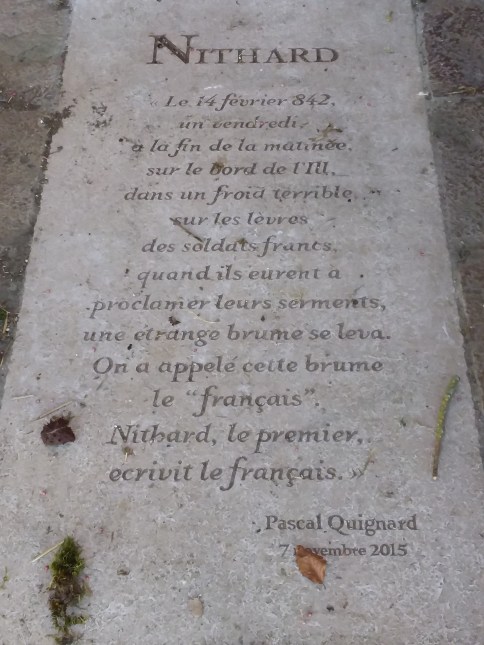 NITHARD
« Le 14 février 842,
un vendredi,
à la fin de la matinée,
sur le bord de l'Ill,
dans un froid terrible,
sur les lèvres
des soldats francs,
quand ils eurent à
proclamer leurs serments,
une étrange brume se leva.
On a appelé cette brume
le “français”.
Nithard, le premier,
écrivit le français. »
Pascal Quignard
7 novembre 2015